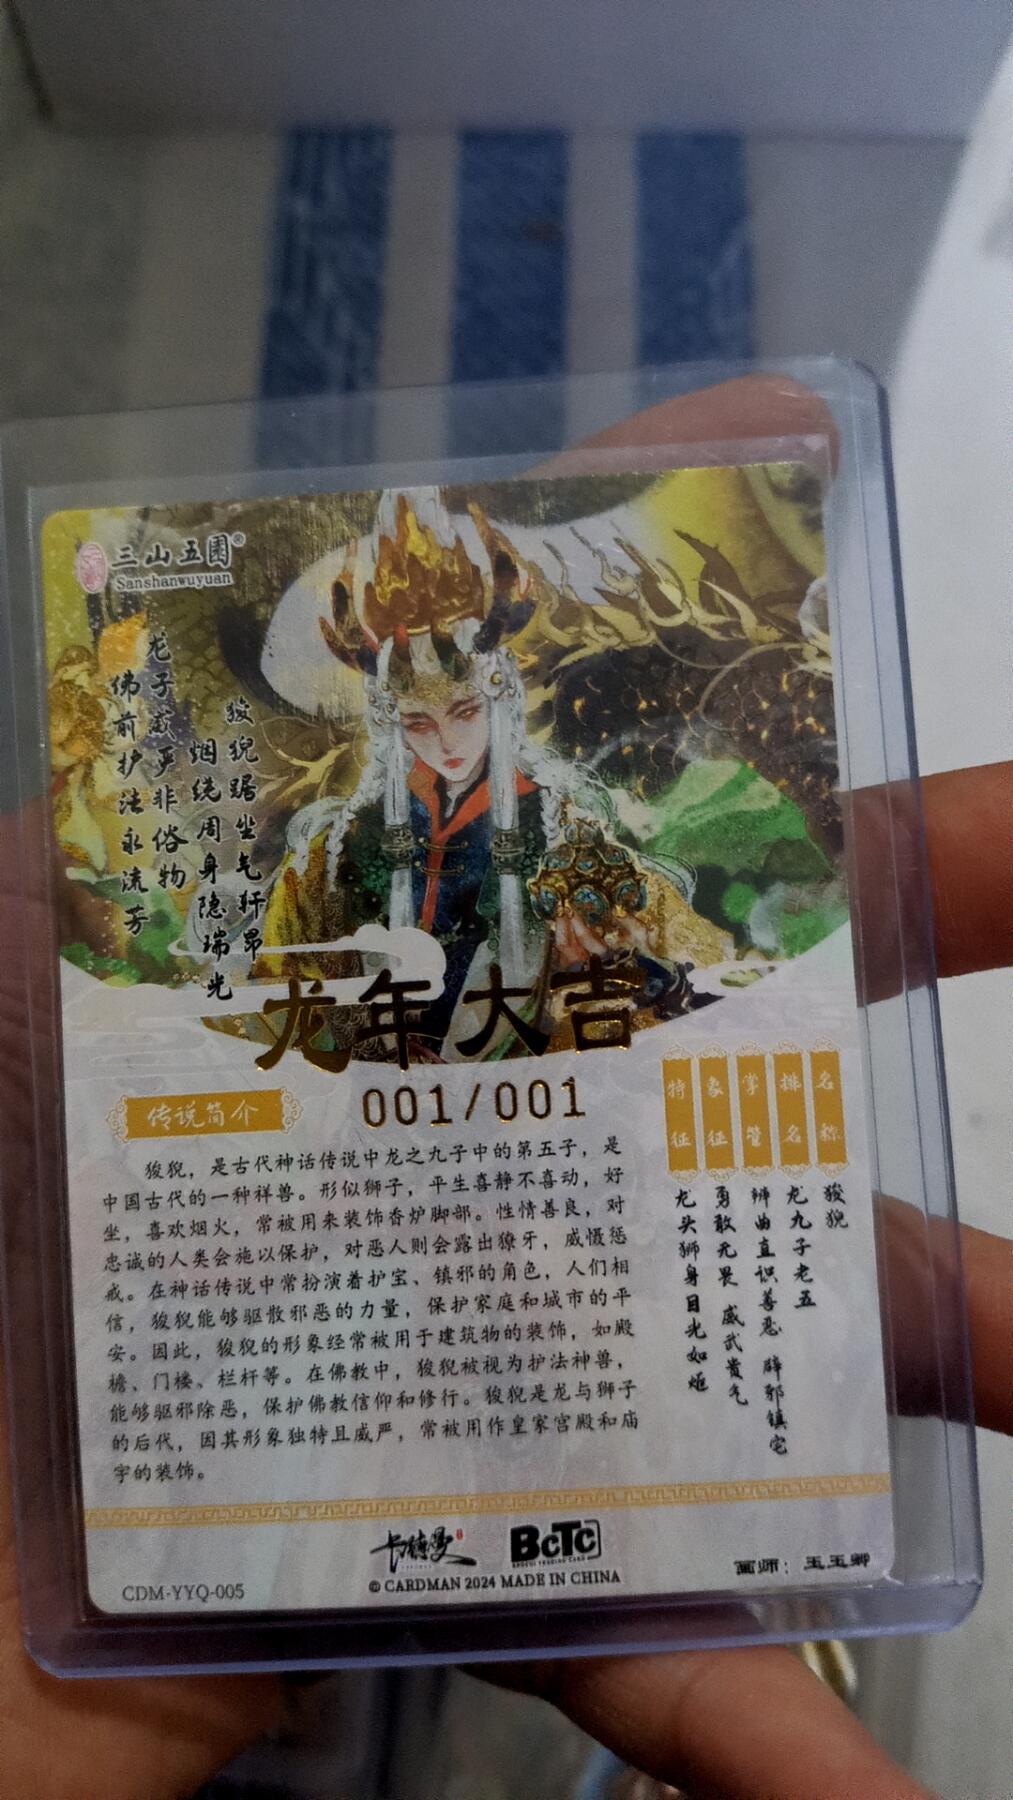 三山五園®
Sanshanwuyuan
狻猊踞坐气轩昂
烟绕周身隐瑞光
龙子威严非俗物
佛前护法永流芳
龙年大吉
001/001
传说简介
狻猊，是古代神话传说中龙之九子中的第五子，是
中国古代的一种祥兽。形似狮子，平生喜静不喜动，好
坐，喜欢烟火，常被用来装饰香炉脚部。性情善良，对
忠诚的人类会施以保护，对恶人则会露出獠牙，威慑惩
戒。在神话传说中常扮演着护宝、镇邪的角色，人们相
信，狻猊能够驱散邪恶的力量，保护家庭和城市的平
安。因此，狻猊的形象经常被用于建筑物的装饰，如殿
檐、门楼、栏杆等。在佛教中，狻猊被视为护法神兽，
能够驱邪除恶，保护佛教信仰和修行。狻猊是龙与狮子
的后代，因其形象独特且威严，常被用作皇家宫殿和庙
宇的装饰。
名称 狻猊
排名 龙九子老五
掌管 辨曲直识善恶 辟邪镇宅
象征 勇敢无畏 威武贵气
特征 龙头狮身目光如炬
卡德曼
BcTc
© CARDMAN 2024 MADE IN CHINA
CDM-YYQ-005
画师：玉玉卿